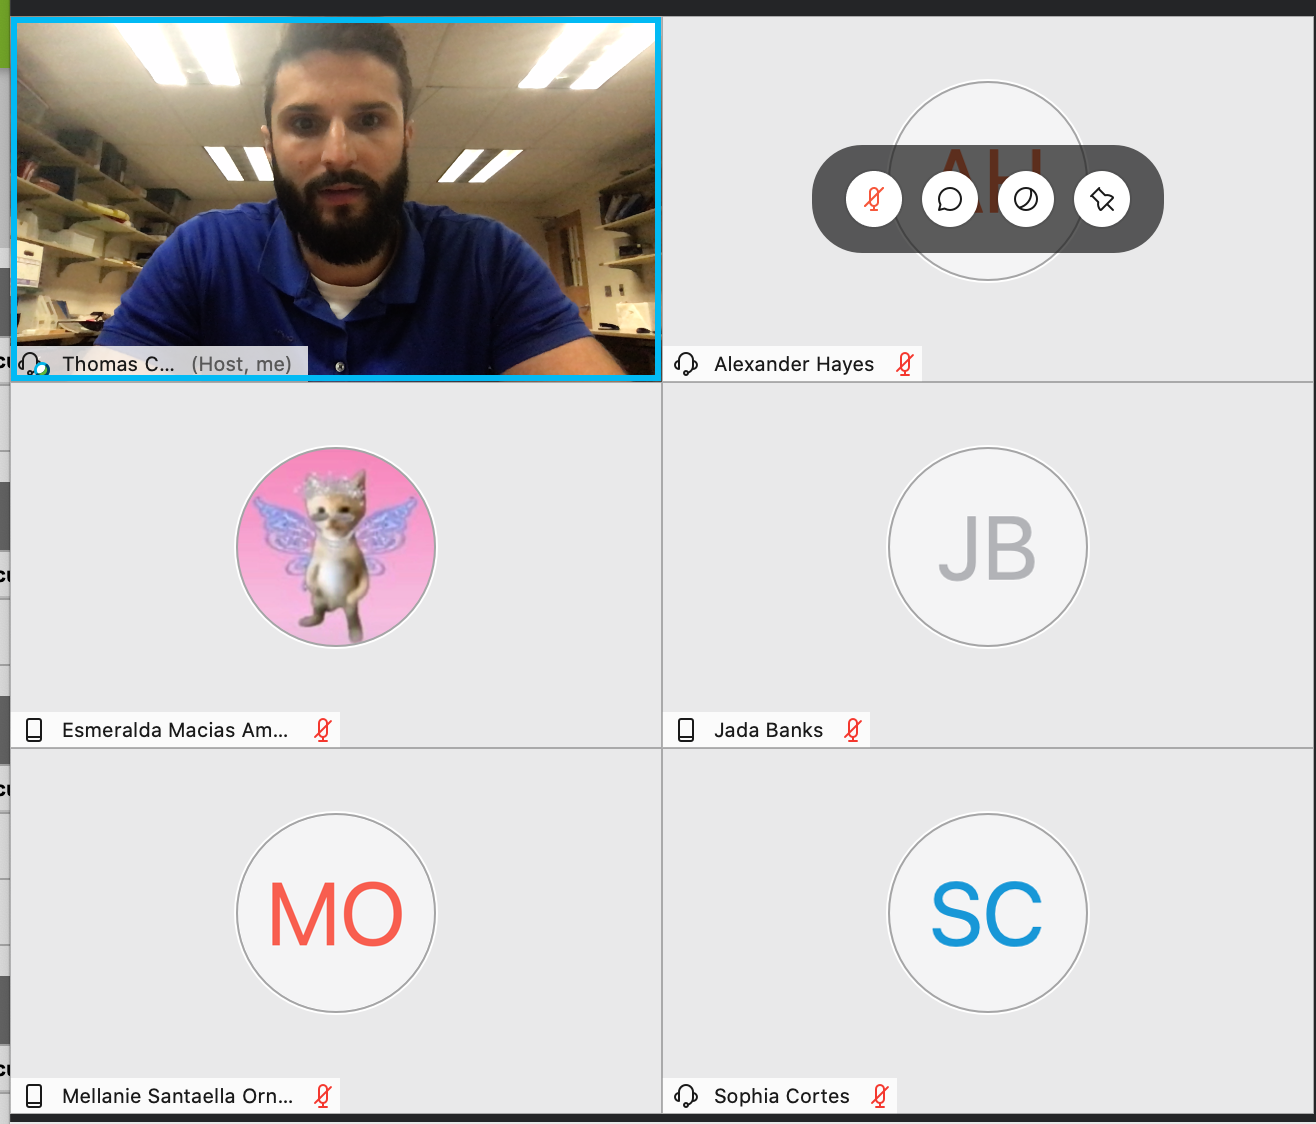 AH
Thomas C... (Host, me)
Alexander Hayes
JB
Esmeralda Macias Am...
Jada Banks
MO
SC
Mellanie Santaella Orn...
Sophia Cortes